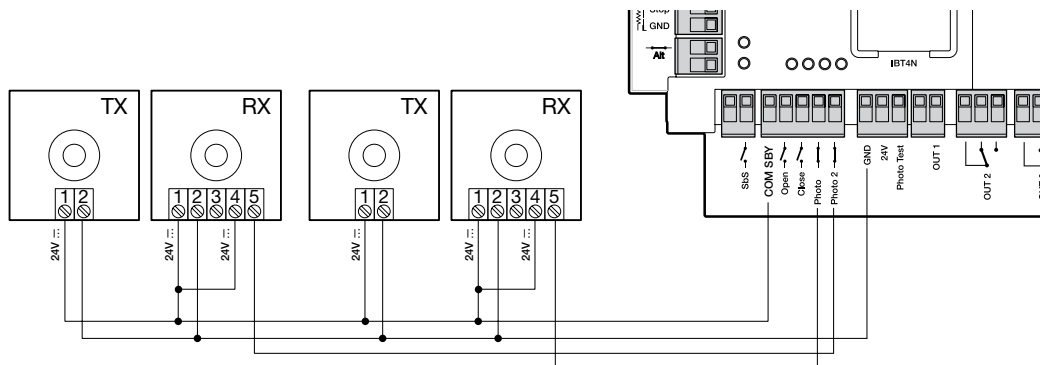 GND
Alt
IBT4N
TX
RX
TX
RX
1 2
1 2 3 4 5
1 2
1 2 3 4 5
24V
24V
24V
24V
SbS
COM SBY
Open
Close
Photo
Photo 2
GND
24V
Photo Test
OUT 1
OUT 2